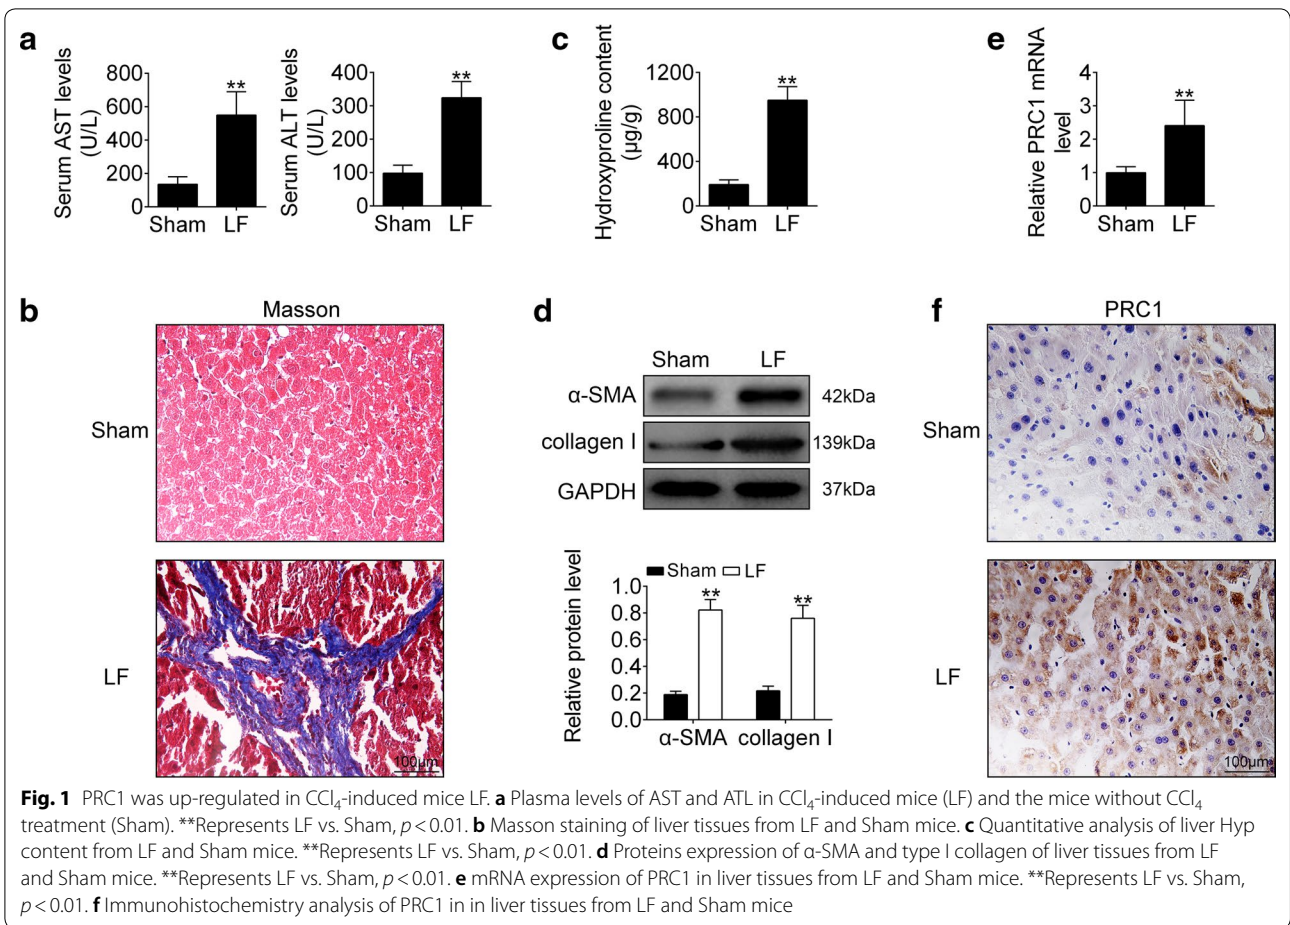 a
Serum AST levels
(U/L)
800
600
400
200
0
**
Sham LF
Serum ALT levels
(U/L)
400
300
200
100
0
**
Sham LF
c
Hydroxyproline content
(μg/g)
1200
800
400
0
**
Sham LF
e
Relative PRC1 mRNA
level
4
3
2
1
0
**
Sham LF
b
Masson
Sham
LF
100μm
d
Sham LF
α-SMA 42kDa
collagen I 139kDa
GAPDH 37kDa
Relative protein level
Sham LF
1.0
0.8
0.6
0.4
0.2
0.0
** **
α-SMA collagen I
f
PRC1
Sham
LF
100μm
Fig. 1 PRC1 was up-regulated in CCl4-induced mice LF. a Plasma levels of AST and ATL in CCl4-induced mice (LF) and the mice without CCl4
treatment (Sham). **Represents LF vs. Sham, p < 0.01. b Masson staining of liver tissues from LF and Sham mice. c Quantitative analysis of liver Hyp
content from LF and Sham mice. **Represents LF vs. Sham, p < 0.01. d Proteins expression of α-SMA and type I collagen of liver tissues from LF
and Sham mice. **Represents LF vs. Sham, p < 0.01. e mRNA expression of PRC1 in liver tissues from LF and Sham mice. **Represents LF vs. Sham,
p < 0.01. f Immunohistochemistry analysis of PRC1 in in liver tissues from LF and Sham mice